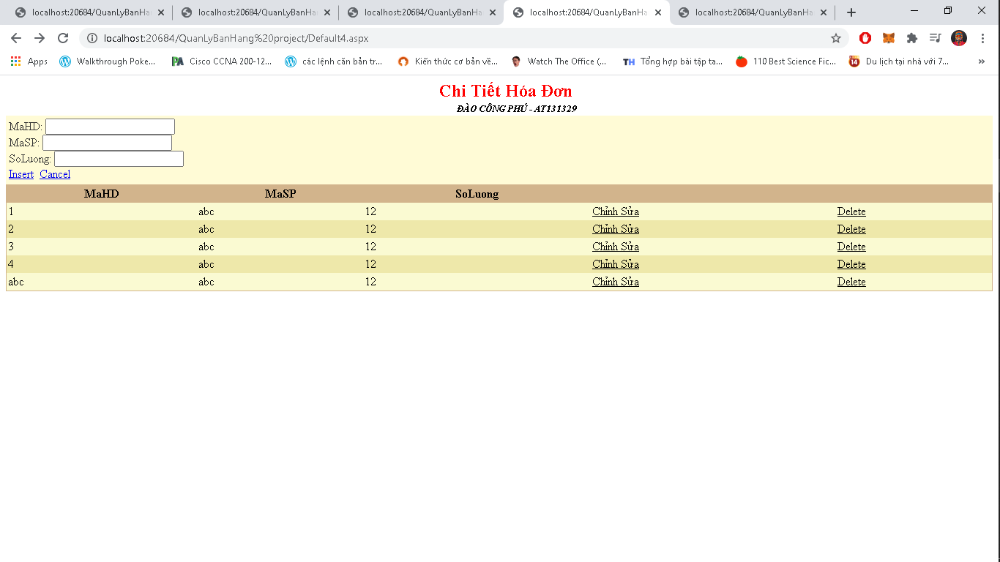 localhost:20684/QuanLyBanHa localhost:20684/QuanLyBanHa localhost:20684/QuanLyBanHa localhost:20684/QuanLyBanHa localhost:20684/QuanLyBanHa
localhost:20684/QuanLyBanHang%20project/Default4.aspx
Apps Walkthrough Poke... PA Cisco CCNA 200-12... các lệnh căn bản tr... Kiến thức cơ bản về... Watch The Office (... TH Tổng hợp bài tập ta... 110 Best Science Fic... 14 Du lịch tại nhà với 7... »
Chi Tiết Hóa Đơn
ĐÀO CÔNG PHÚ - AT131329
MaHD:
MaSP:
SoLuong:
Insert Cancel
MaHD MaSP SoLuong
1 abc 12 Chỉnh Sửa Delete
2 abc 12 Chỉnh Sửa Delete
3 abc 12 Chỉnh Sửa Delete
4 abc 12 Chỉnh Sửa Delete
abc abc 12 Chỉnh Sửa Delete